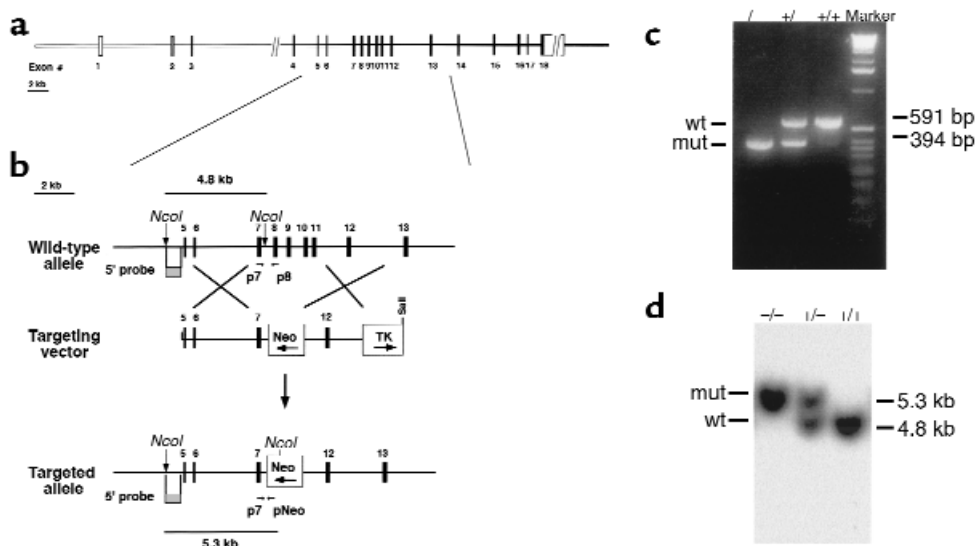 a
Exon #
1 2 3 4 5 6 7 8 9 10 11 12 13 14 15 16 17 18
2 kb
b
2 kb
4.8 kb
NcoI NcoI
5 6 7 8 9 10 11 12 13
Wild-type
allele
5' probe
p7 p8
Targeting
vector
5 6 7 Neo 12 TK SalI
NcoI NcoI
5 6 7 12 13
Targeted
allele
Neo
5' probe
p7 pNeo
5.3 kb
c
/ +/ +/+ Marker
wt
mut
591 bp
394 bp
d
–/– +/– +/+
mut
wt
5.3 kb
4.8 kb